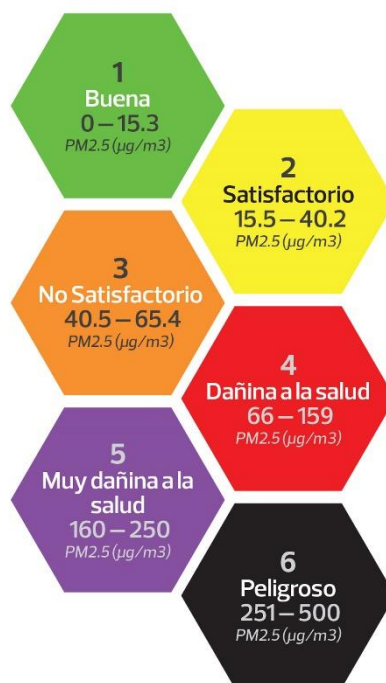 1
Buena
0 – 15.3
PM2.5 (µg/m3)
2
Satisfactorio
15.5 – 40.2
PM2.5 (µg/m3)
3
No Satisfactorio
40.5 – 65.4
PM2.5 (µg/m3)
4
Dañina a la salud
66 – 159
PM2.5 (µg/m3)
5
Muy dañina a la
salud
160 – 250
PM2.5 (µg/m3)
6
Peligroso
251 – 500
PM2.5 (µg/m3)